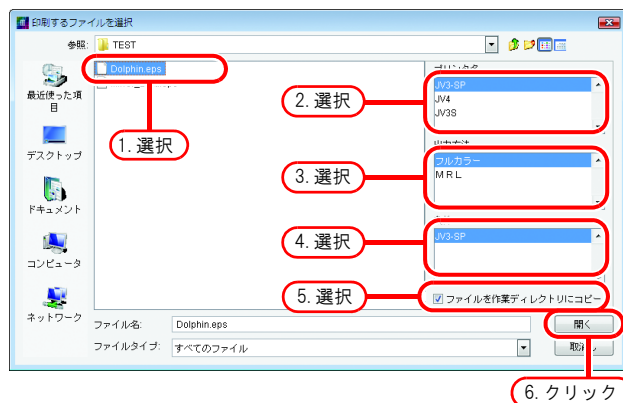 印刷するファイルを選択
参照:
TEST
Dolphin.eps
最近使った項
目
デスクトップ
ドキュメント
コンピュータ
ネットワーク
1. 選択
2. 選択
JV3-SP
JV4
JV3S
3. 選択
フルカラー
MRL
4. 選択
JV3-SP
5. 選択
ファイルを作業ディレクトリにコピー
ファイル名:
Dolphin.eps
開く
ファイルタイプ:
すべてのファイル
6. クリック